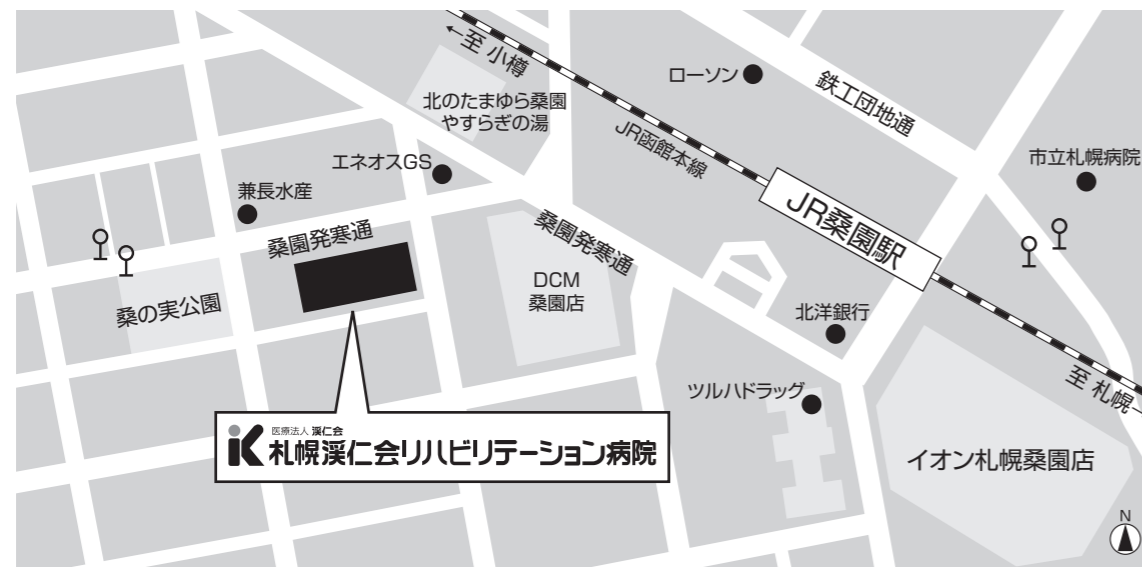 ←至 小樽
ローソン
鉄工団地通
北のたまゆら桑園
やすらぎの湯
JR函館本線
市立札幌病院
エネオスGS
兼長水産
JR桑園駅
桑園発寒通
桑園発寒通
DCM
桑園店
桑の実公園
北洋銀行
至 札幌→
ツルハドラッグ
医療法人 渓仁会
札幌渓仁会リハビリテーション病院
イオン札幌桑園店
N